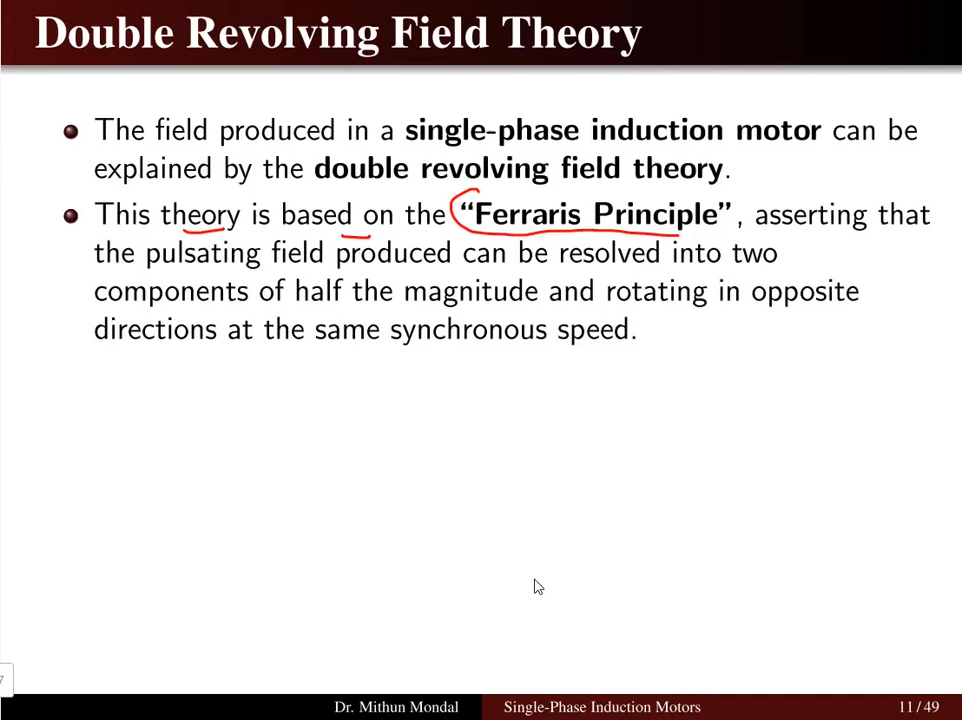 Double Revolving Field Theory
The field produced in a single-phase induction motor can be
explained by the double revolving field theory.
This theory is based on the “Ferraris Principle”, asserting that
the pulsating field produced can be resolved into two
components of half the magnitude and rotating in opposite
directions at the same synchronous speed.
7
Dr. Mithun Mondal Single-Phase Induction Motors 11 / 49